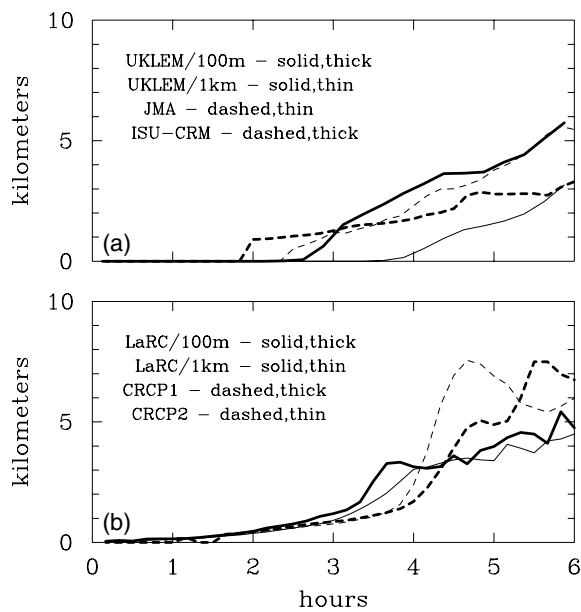 10
UKLEM/100m – solid,thick
UKLEM/1km – solid,thin
JMA – dashed,thin
ISU–CRM – dashed,thick
5
kilometers
(a)
0
10
LaRC/100m – solid,thick
LaRC/1km – solid,thin
CRCP1 – dashed,thick
CRCP2 – dashed,thin
5
kilometers
(b)
0
0 1 2 3 4 5 6
hours